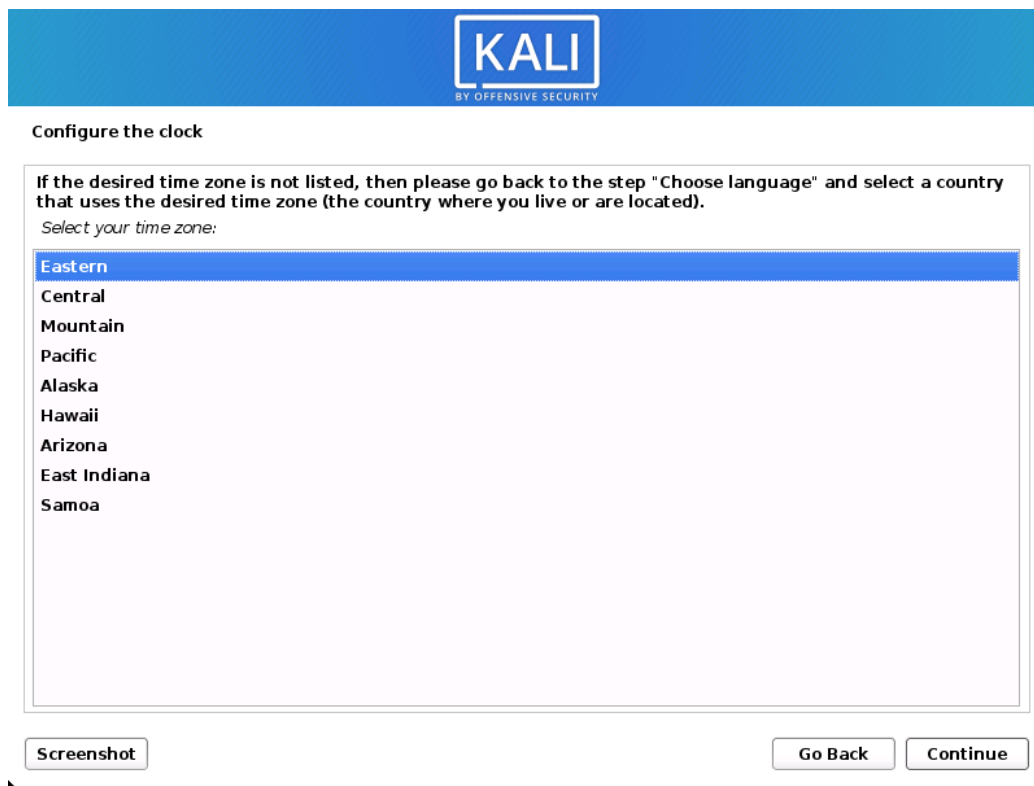 KALI
BY OFFENSIVE SECURITY
Configure the clock
If the desired time zone is not listed, then please go back to the step "Choose language" and select a country
that uses the desired time zone (the country where you live or are located).
Select your time zone:
Eastern
Central
Mountain
Pacific
Alaska
Hawaii
Arizona
East Indiana
Samoa
Screenshot
Go Back
Continue